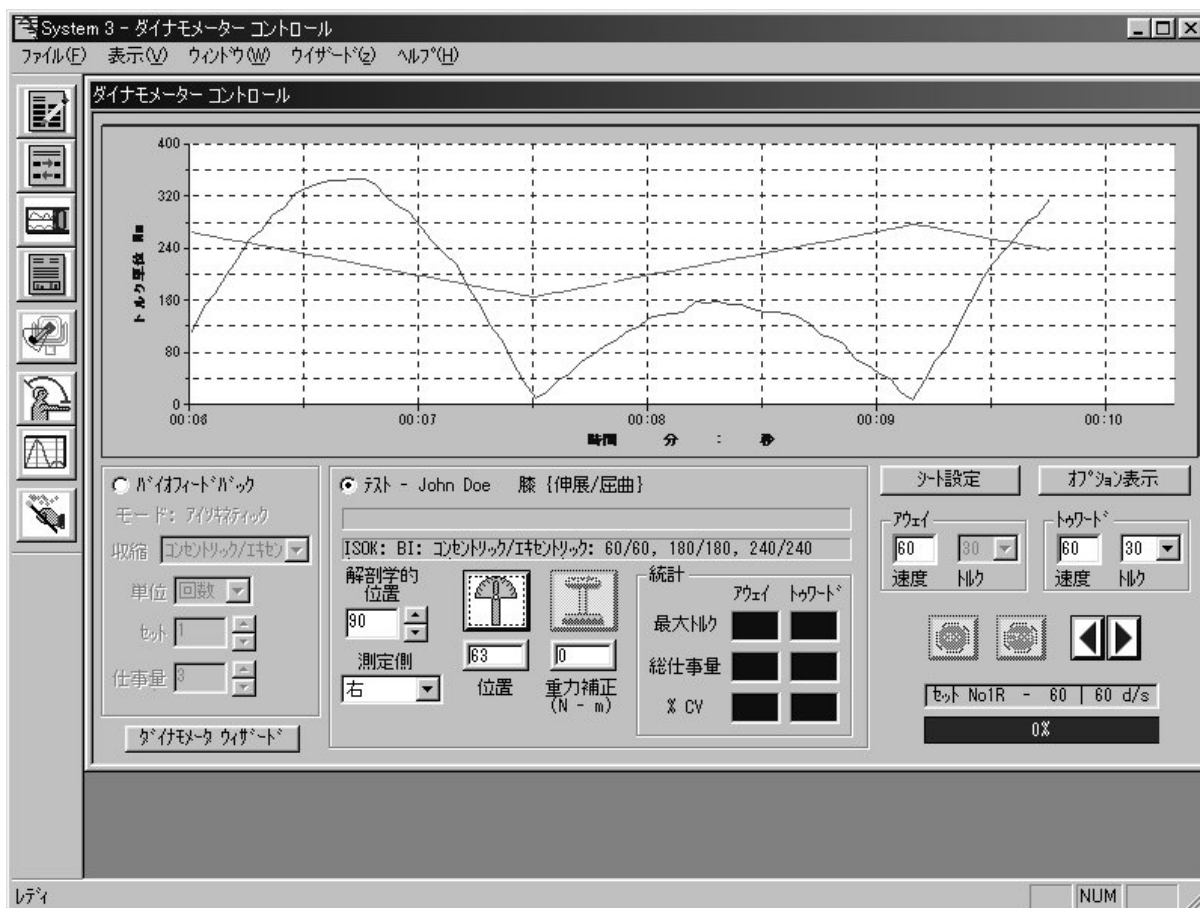 System 3 - ダイナモメーター コントロール
ファイル(F) 表示(V) ウィンドウ(W) ウイザード(z) ヘルプ(H)
ダイナモメーター コントロール
400
320
240
160
80
0
トルク単位 Nm
00:06 00:07 00:08 00:09 00:10
時間 分 : 秒
バイオフィードバック
モード: アイソキネティック
収縮 コンセントリック/エキセン
単位 回数
セット 1
仕事量 3
ダイナモメータ ウィザード
テスト - John Doe 膝 {伸展/屈曲}
ISOK: BI: コンセントリック/エキセントリック: 60/60, 180/180, 240/240
解剖学的
位置
90
測定側
右
63
位置
0
重力補正
(N - m)
統計
アウェイ トゥワード
最大トルク
総仕事量
% CV
シート設定 オプション表示
アウェイ
60 30
速度 トルク
トゥワード
60 30
速度 トルク
セット No1R - 60 | 60 d/s
0%
レディ
NUM